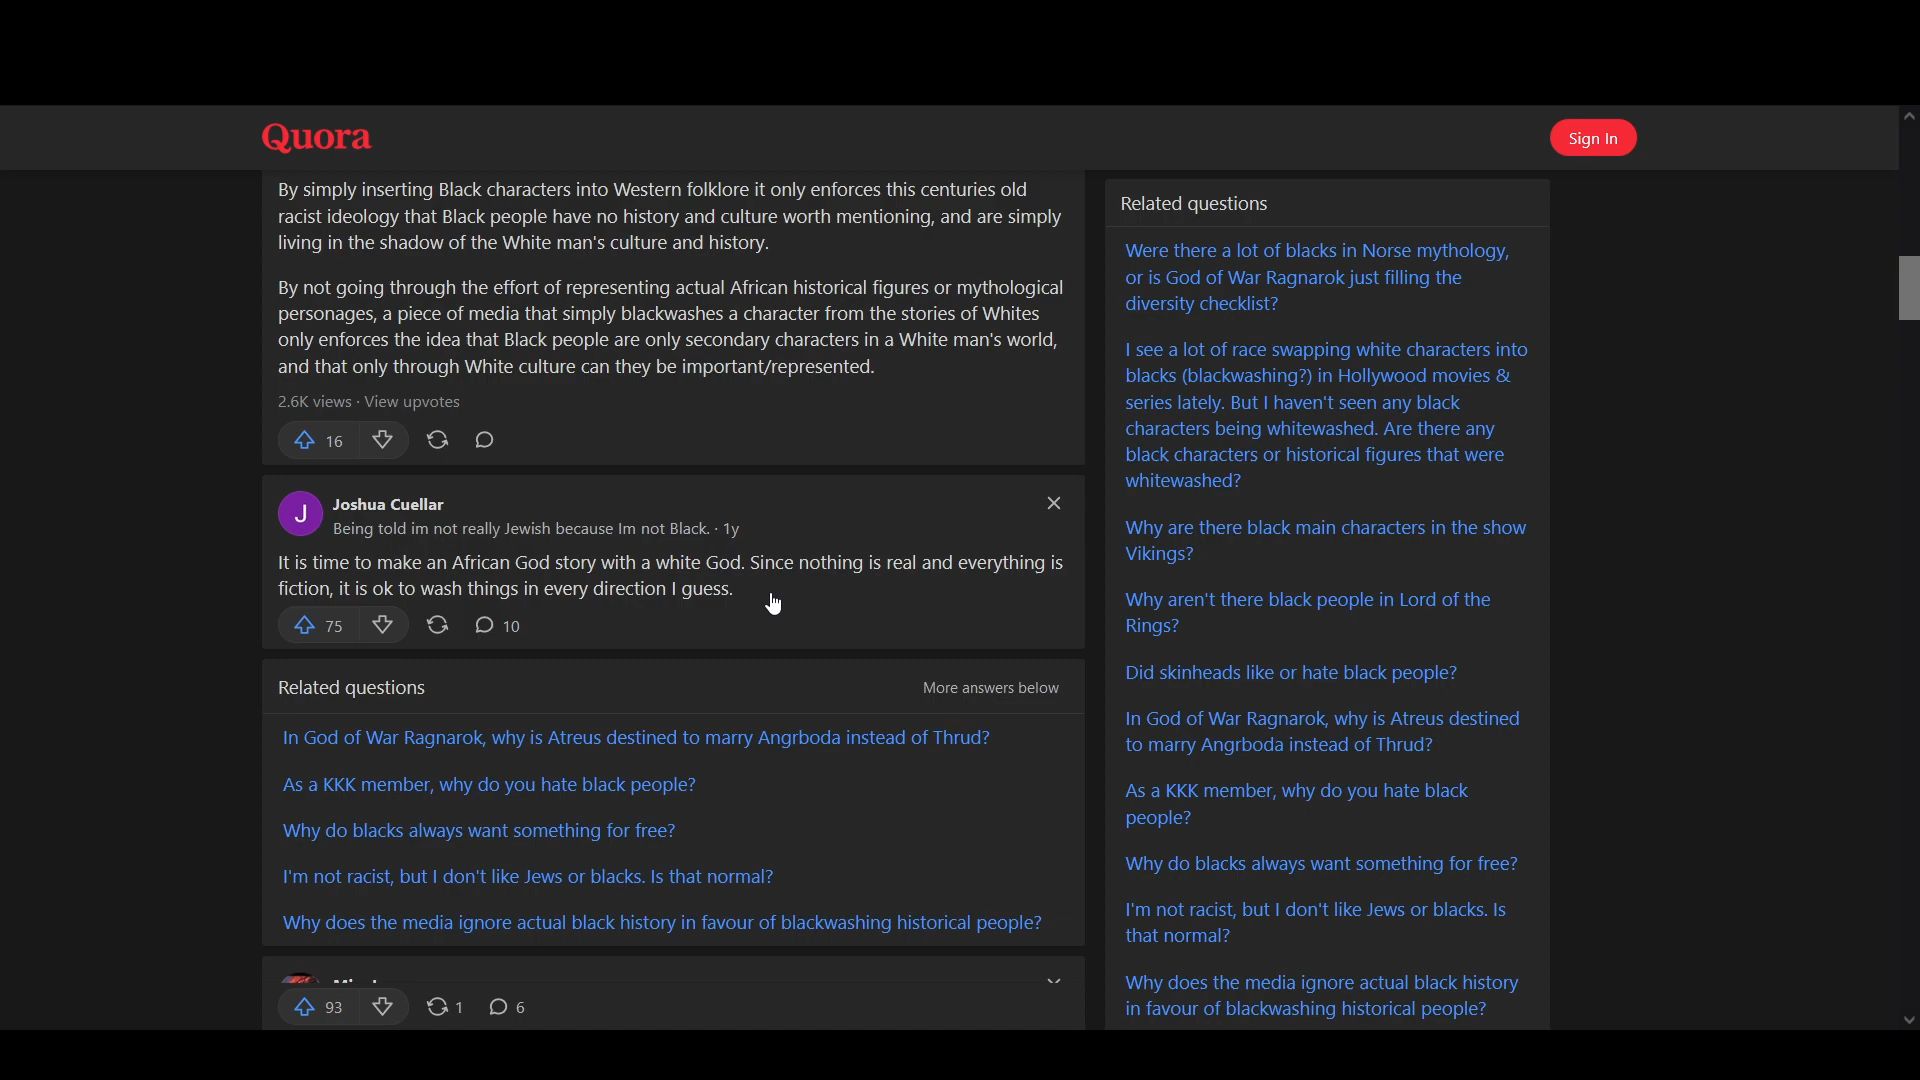 Quora
Sign In
By simply inserting Black characters into Western folklore it only enforces this centuries old
racist ideology that Black people have no history and culture worth mentioning, and are simply
living in the shadow of the White man's culture and history.
By not going through the effort of representing actual African historical figures or mythological
personages, a piece of media that simply blackwashes a character from the stories of Whites
only enforces the idea that Black people are only secondary characters in a White man's world,
and that only through White culture can they be important/represented.
2.6K views · View upvotes
16
J
Joshua Cuellar
Being told im not really Jewish because Im not Black. · 1y
It is time to make an African God story with a white God. Since nothing is real and everything is
fiction, it is ok to wash things in every direction I guess.
75
10
Related questions
More answers below
In God of War Ragnarok, why is Atreus destined to marry Angrboda instead of Thrud?
As a KKK member, why do you hate black people?
Why do blacks always want something for free?
I'm not racist, but I don't like Jews or blacks. Is that normal?
Why does the media ignore actual black history in favour of blackwashing historical people?
93
1
6
Related questions
Were there a lot of blacks in Norse mythology,
or is God of War Ragnarok just filling the
diversity checklist?
I see a lot of race swapping white characters into
blacks (blackwashing?) in Hollywood movies &
series lately. But I haven't seen any black
characters being whitewashed. Are there any
black characters or historical figures that were
whitewashed?
Why are there black main characters in the show
Vikings?
Why aren't there black people in Lord of the
Rings?
Did skinheads like or hate black people?
In God of War Ragnarok, why is Atreus destined
to marry Angrboda instead of Thrud?
As a KKK member, why do you hate black
people?
Why do blacks always want something for free?
I'm not racist, but I don't like Jews or blacks. Is
that normal?
Why does the media ignore actual black history
in favour of blackwashing historical people?